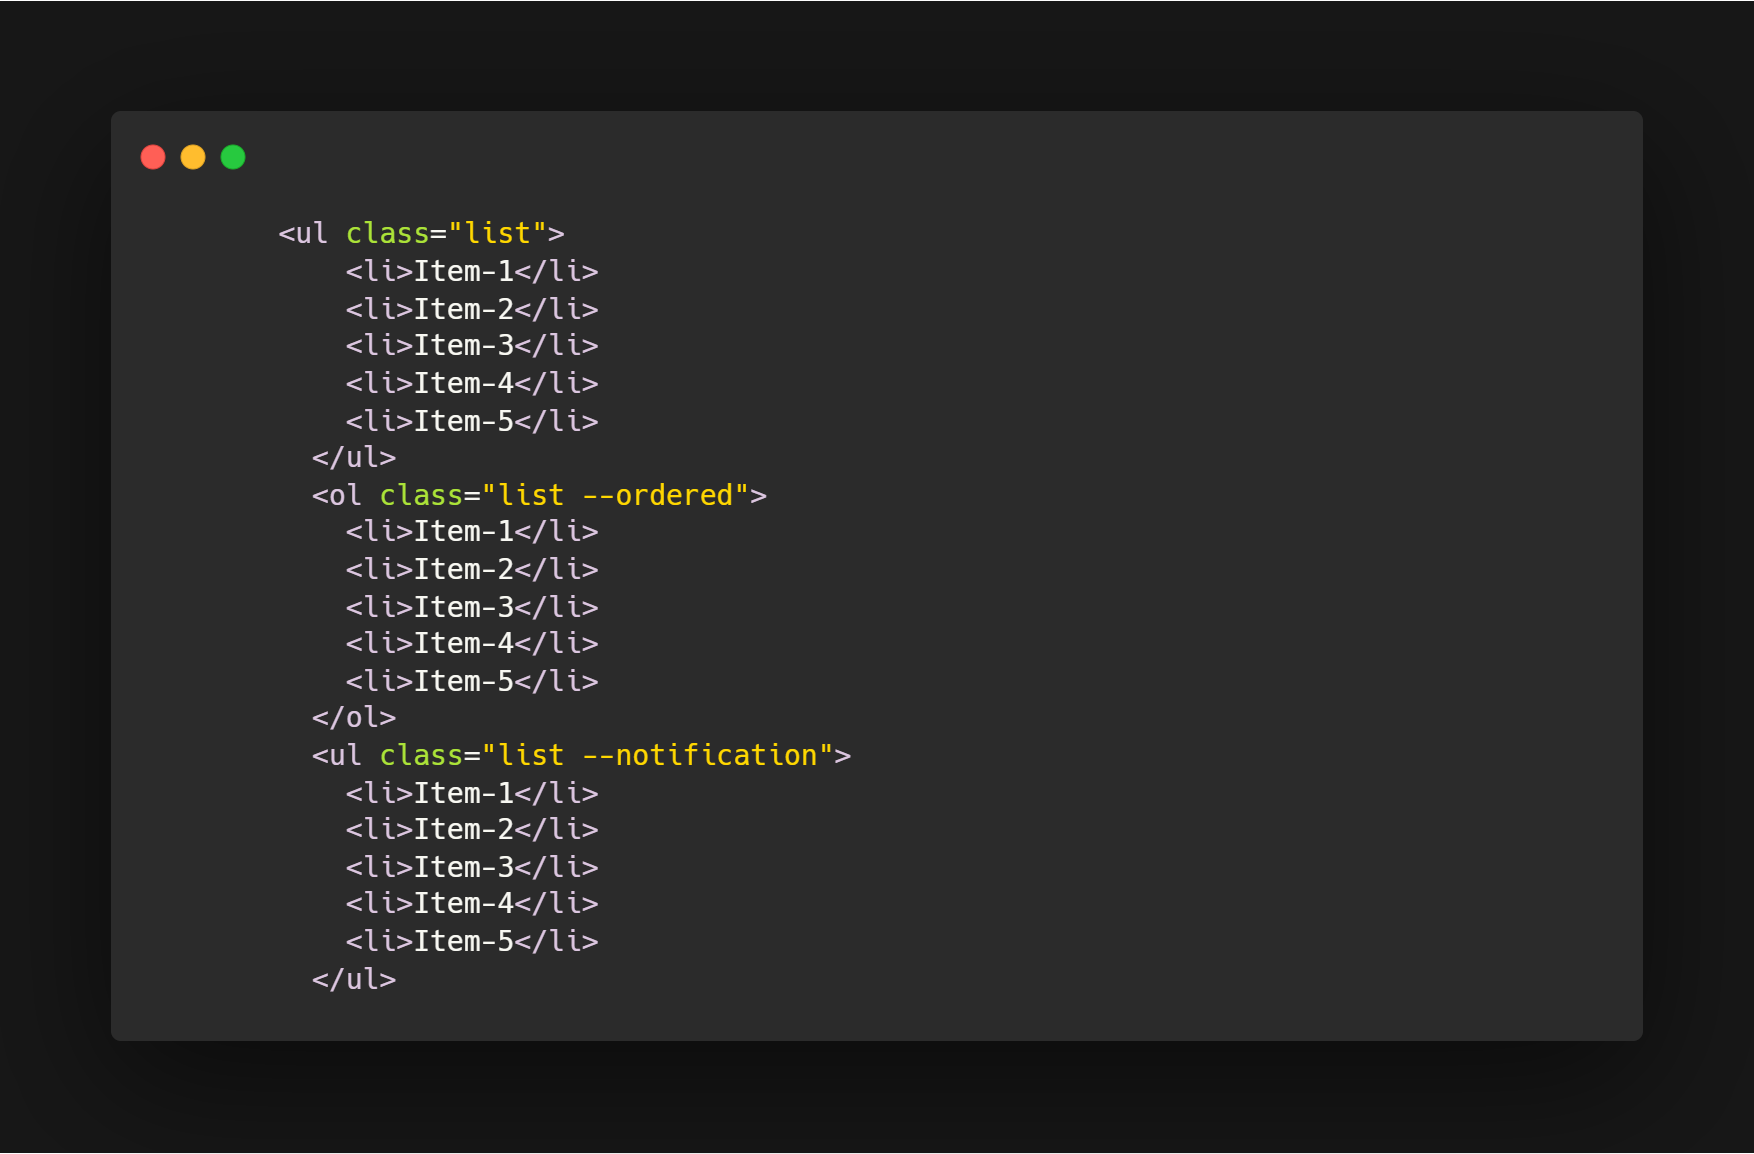 <ul class="list">
<li>Item-1</li>
<li>Item-2</li>
<li>Item-3</li>
<li>Item-4</li>
<li>Item-5</li>
</ul>
<ol class="list --ordered">
<li>Item-1</li>
<li>Item-2</li>
<li>Item-3</li>
<li>Item-4</li>
<li>Item-5</li>
</ol>
<ul class="list --notification">
<li>Item-1</li>
<li>Item-2</li>
<li>Item-3</li>
<li>Item-4</li>
<li>Item-5</li>
</ul>